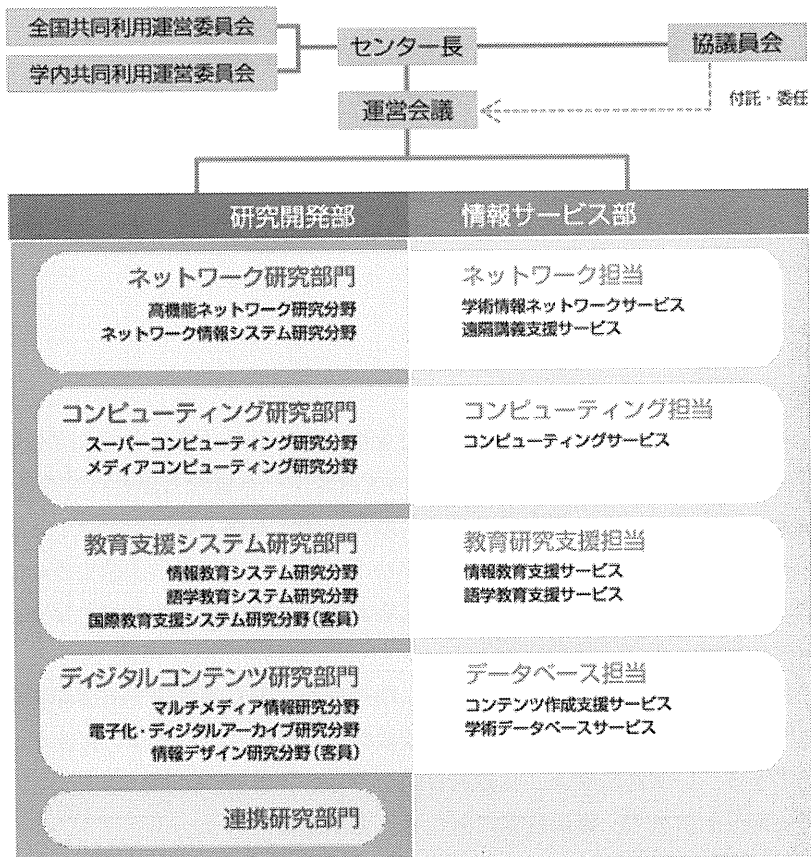 全国共同利用運営委員会
学内共同利用運営委員会
センター長
協議員会
運営会議
付託・委任
研究開発部
情報サービス部
ネットワーク研究部門
高機能ネットワーク研究分野
ネットワーク情報システム研究分野
ネットワーク担当
学術情報ネットワークサービス
遠隔講義支援サービス
コンピューティング研究部門
スーパーコンピューティング研究分野
メディアコンピューティング研究分野
コンピューティング担当
コンピューティングサービス
教育支援システム研究部門
情報教育システム研究分野
語学教育システム研究分野
国際教育支援システム研究分野(客員)
教育研究支援担当
情報教育支援サービス
語学教育支援サービス
ディジタルコンテンツ研究部門
マルチメディア情報研究分野
電子化・ディジタルアーカイブ研究分野
情報デザイン研究分野(客員)
データベース担当
コンテンツ作成支援サービス
学術データベースサービス
連携研究部門